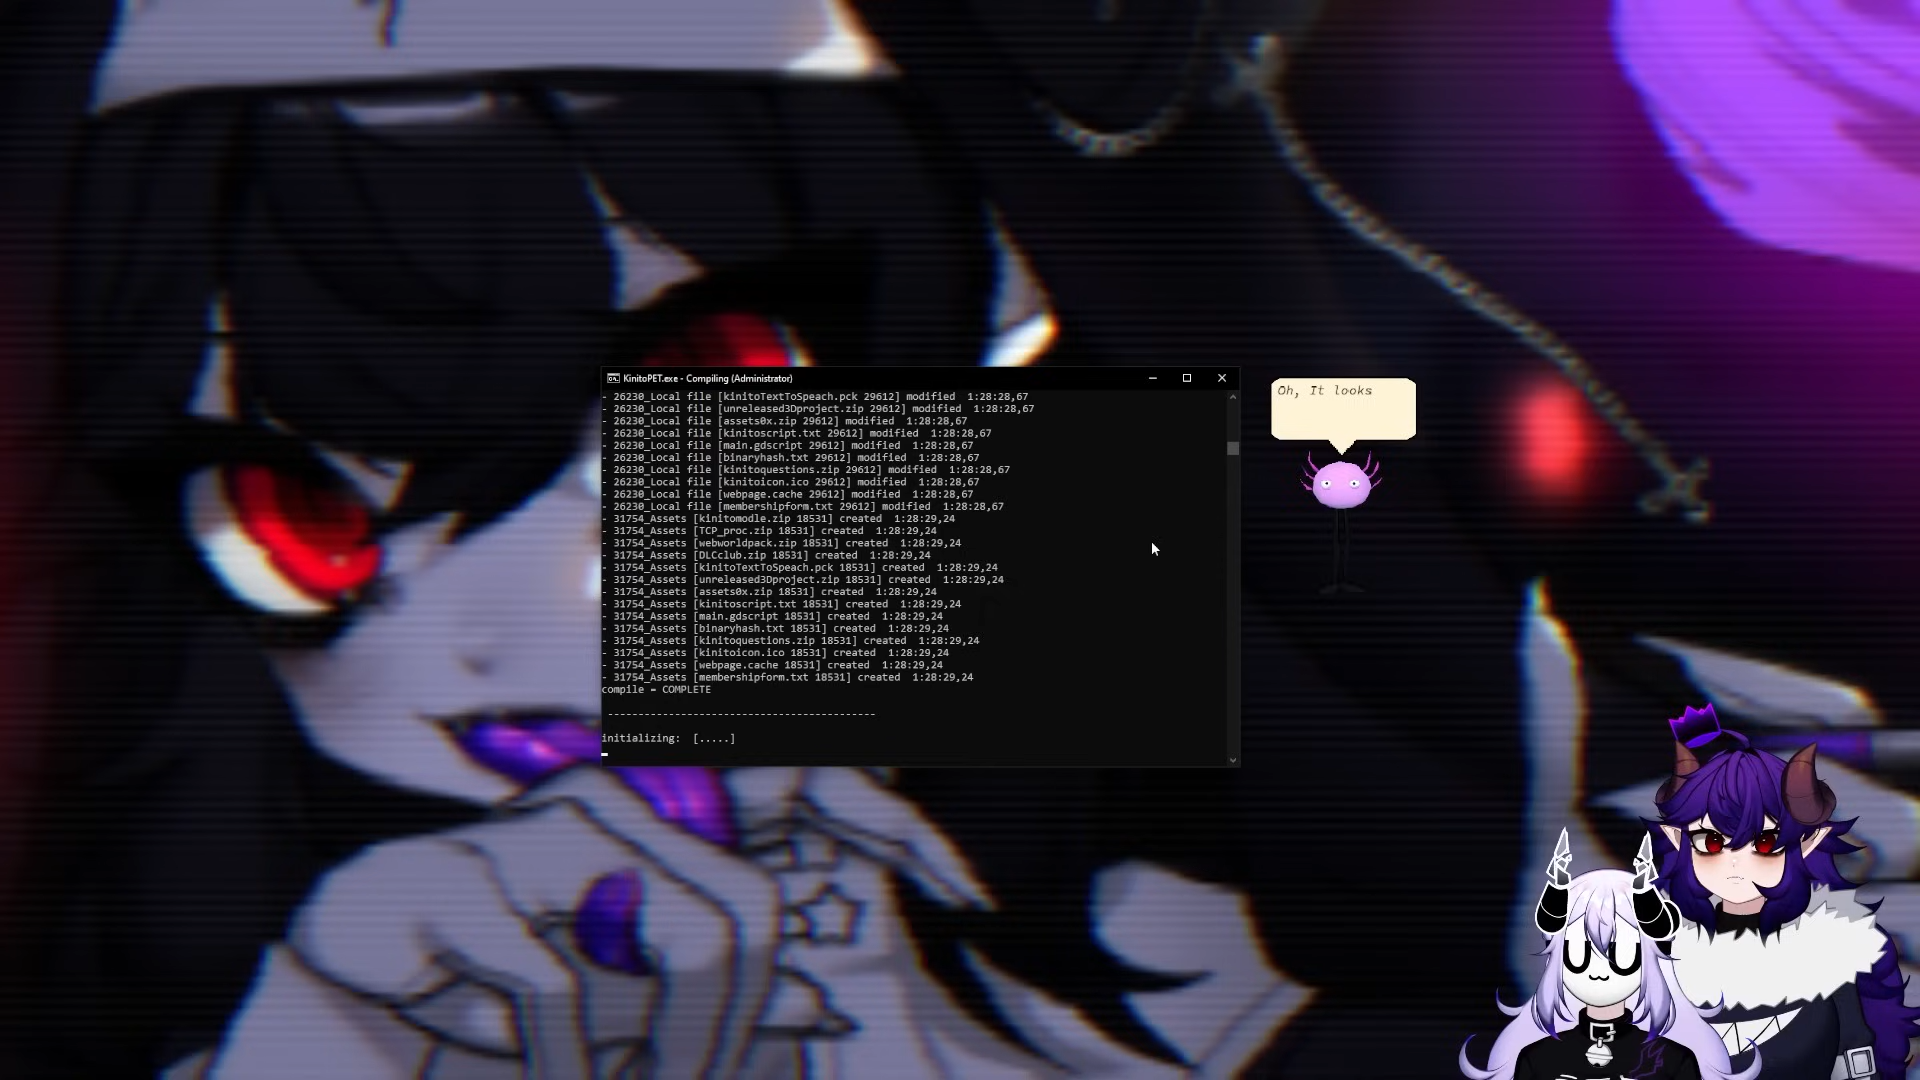 KinitoPET.exe - Compiling (Administrator)
- 26230_Local file [kinitoTextToSpeach.pck 29612] modified  1:28:28,67
- 26230_Local file [unreleased3Dproject.zip 29612] modified  1:28:28,67
- 26230_Local file [assets0x.zip 29612] modified  1:28:28,67
- 26230_Local file [kinitoscript.txt 29612] modified  1:28:28,67
- 26230_Local file [main.gdscript 29612] modified  1:28:28,67
- 26230_Local file [binaryhash.txt 29612] modified  1:28:28,67
- 26230_Local file [kinitoquestions.zip 29612] modified  1:28:28,67
- 26230_Local file [kinitoicon.ico 29612] modified  1:28:28,67
- 26230_Local file [webpage.cache 29612] modified  1:28:28,67
- 26230_Local file [membershipform.txt 29612] modified  1:28:28,67
- 31754_Assets [kinitomodle.zip 18531] created  1:28:29,24
- 31754_Assets [TCP_proc.zip 18531] created  1:28:29,24
- 31754_Assets [webworldpack.zip 18531] created  1:28:29,24
- 31754_Assets [DLCclub.zip 18531] created  1:28:29,24
- 31754_Assets [kinitoTextToSpeach.pck 18531] created  1:28:29,24
- 31754_Assets [unreleased3Dproject.zip 18531] created  1:28:29,24
- 31754_Assets [assets0x.zip 18531] created  1:28:29,24
- 31754_Assets [kinitoscript.txt 18531] created  1:28:29,24
- 31754_Assets [main.gdscript 18531] created  1:28:29,24
- 31754_Assets [binaryhash.txt 18531] created  1:28:29,24
- 31754_Assets [kinitoquestions.zip 18531] created  1:28:29,24
- 31754_Assets [kinitoicon.ico 18531] created  1:28:29,24
- 31754_Assets [webpage.cache 18531] created  1:28:29,24
- 31754_Assets [membershipform.txt 18531] created  1:28:29,24
compile = COMPLETE
--------------------------------------------
initializing:  [.....]
Oh, It looks